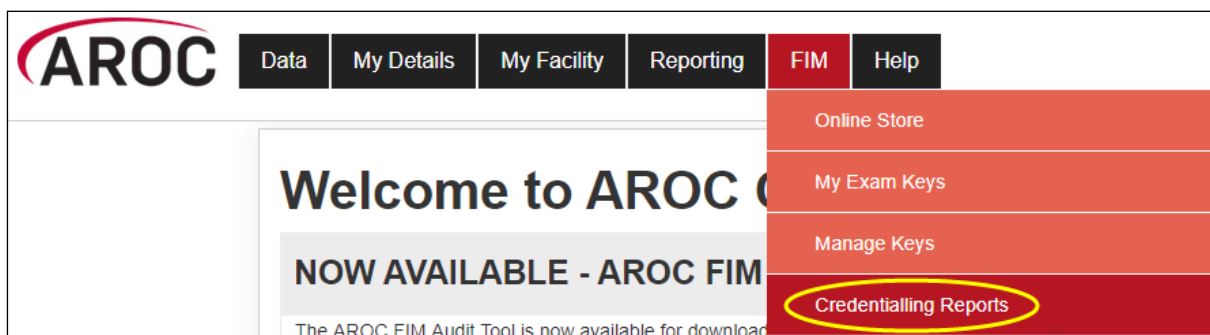 AROC
Data My Details My Facility Reporting FIM Help
Online Store
My Exam Keys
Manage Keys
Credentialling Reports
Welcome to AROC
NOW AVAILABLE - AROC FIM
The AROC FIM Audit Tool is now available for download